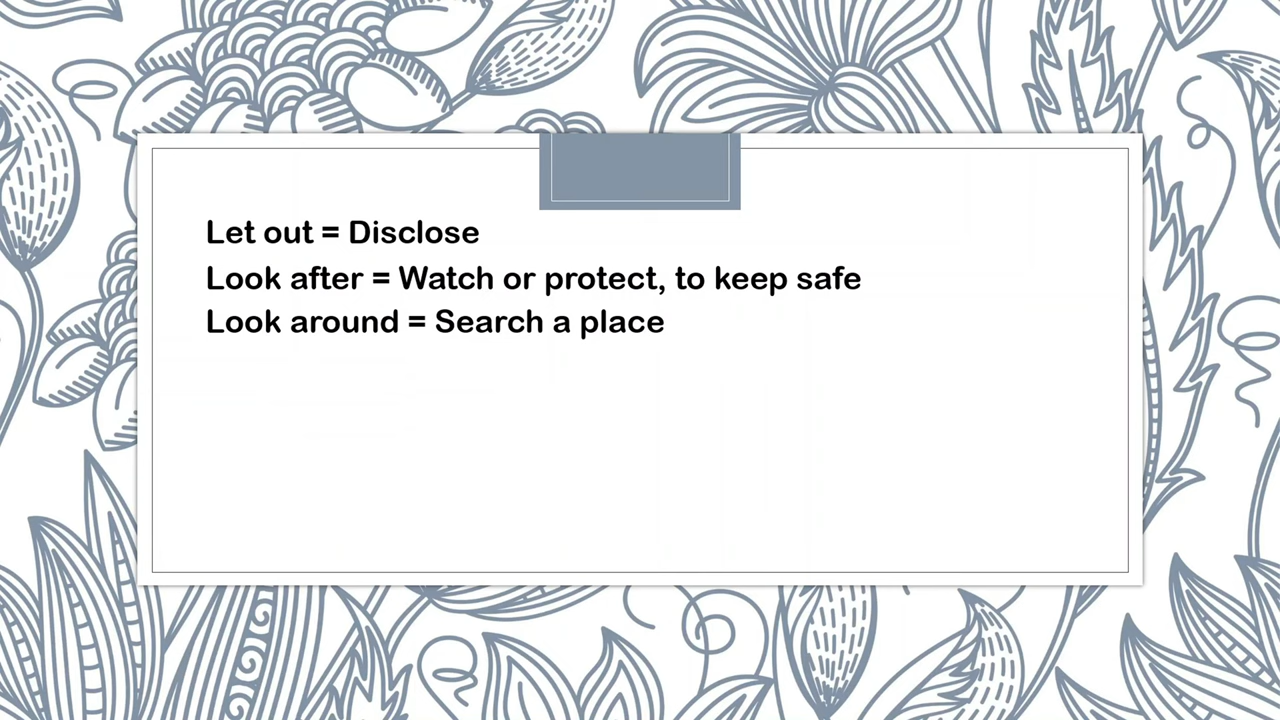 Let out = Disclose
Look after = Watch or protect, to keep safe
Look around = Search a place